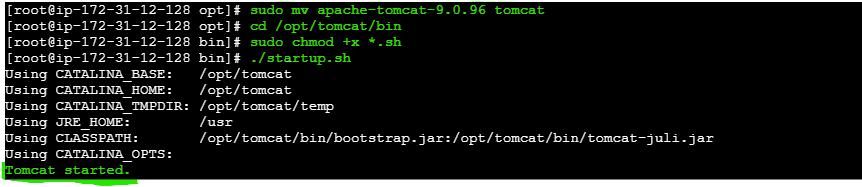 [root@ip-172-31-12-128 opt]# sudo mv apache-tomcat-9.0.96 tomcat
[root@ip-172-31-12-128 opt]# cd /opt/tomcat/bin
[root@ip-172-31-12-128 bin]# sudo chmod +x *.sh
[root@ip-172-31-12-128 bin]# ./startup.sh
Using CATALINA_BASE:   /opt/tomcat
Using CATALINA_HOME:   /opt/tomcat
Using CATALINA_TMPDIR: /opt/tomcat/temp
Using JRE_HOME:        /usr
Using CLASSPATH:       /opt/tomcat/bin/bootstrap.jar:/opt/tomcat/bin/tomcat-juli.jar
Using CATALINA_OPTS:
Tomcat started.